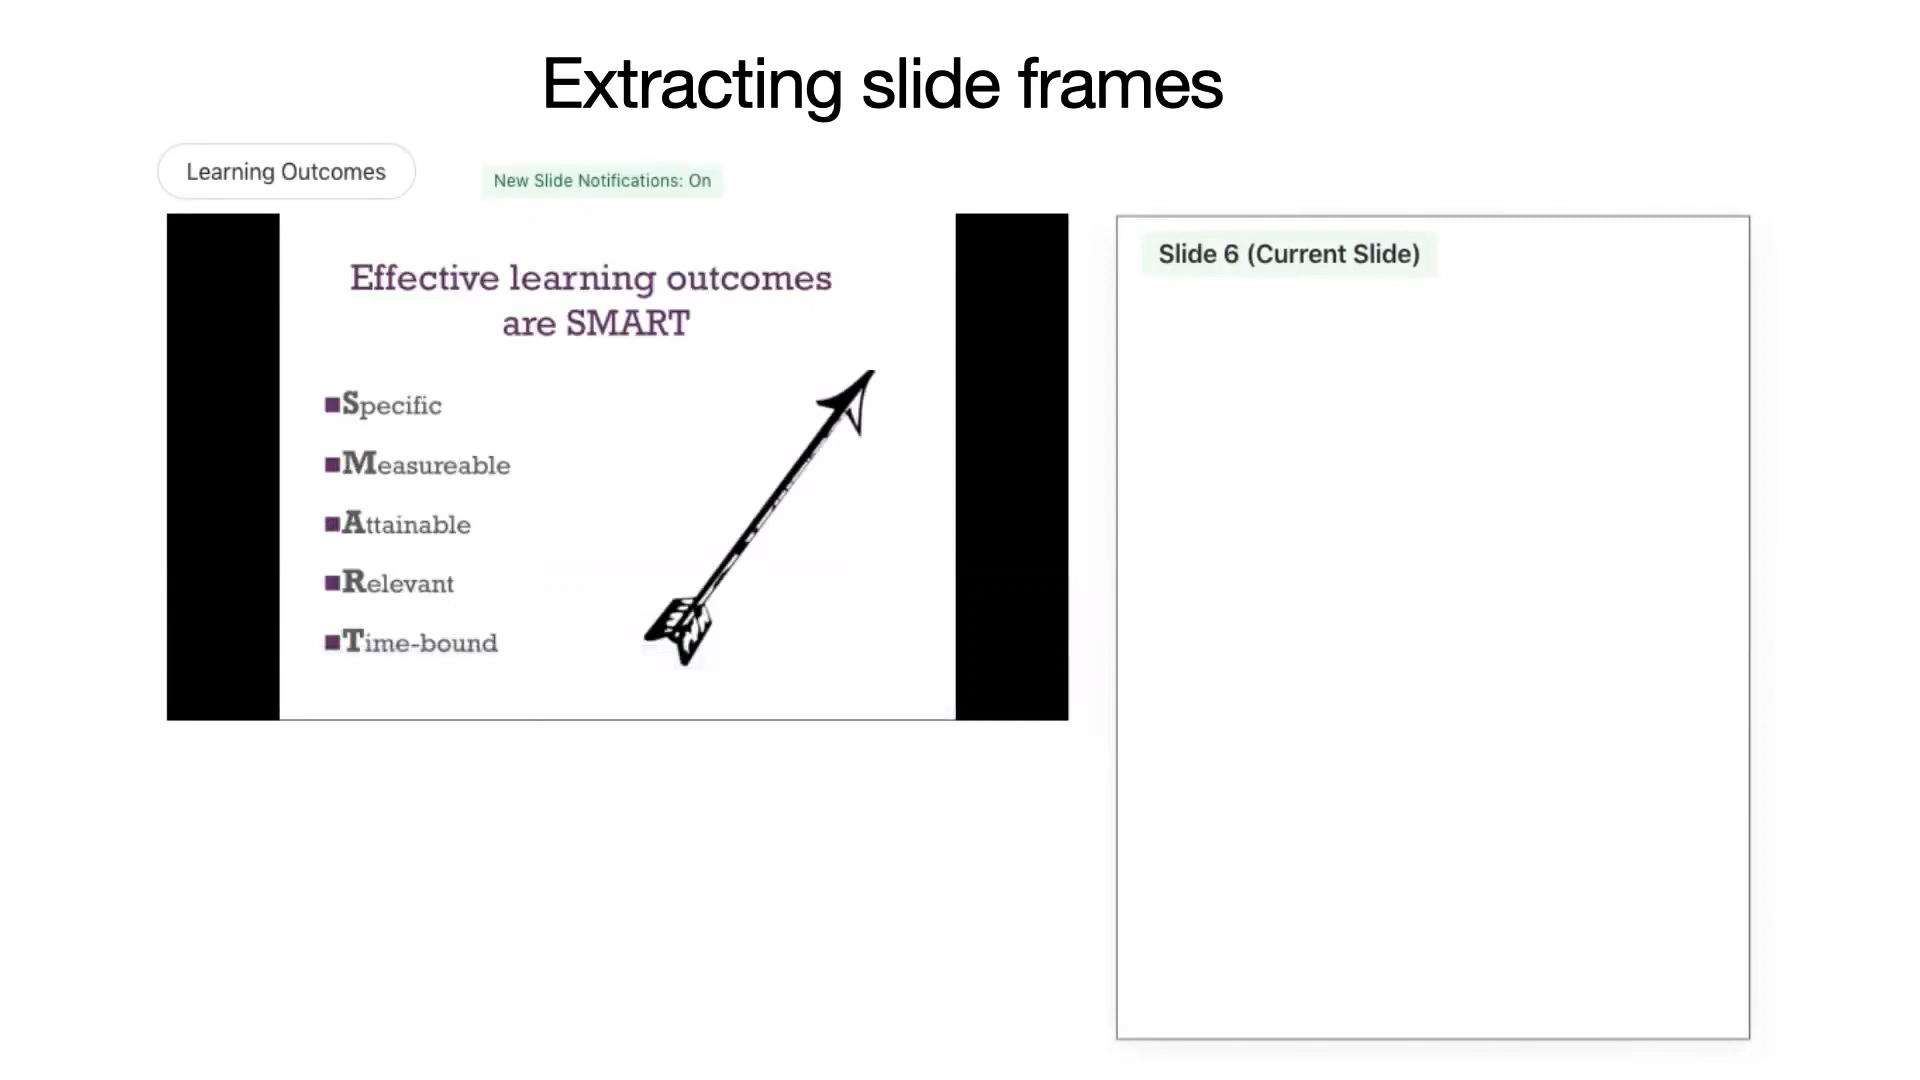 Extracting slide frames
Learning Outcomes
New Slide Notifications: On
Effective learning outcomes
are SMART
■Specific
■Measureable
■Attainable
■Relevant
■Time-bound
Slide 6 (Current Slide)